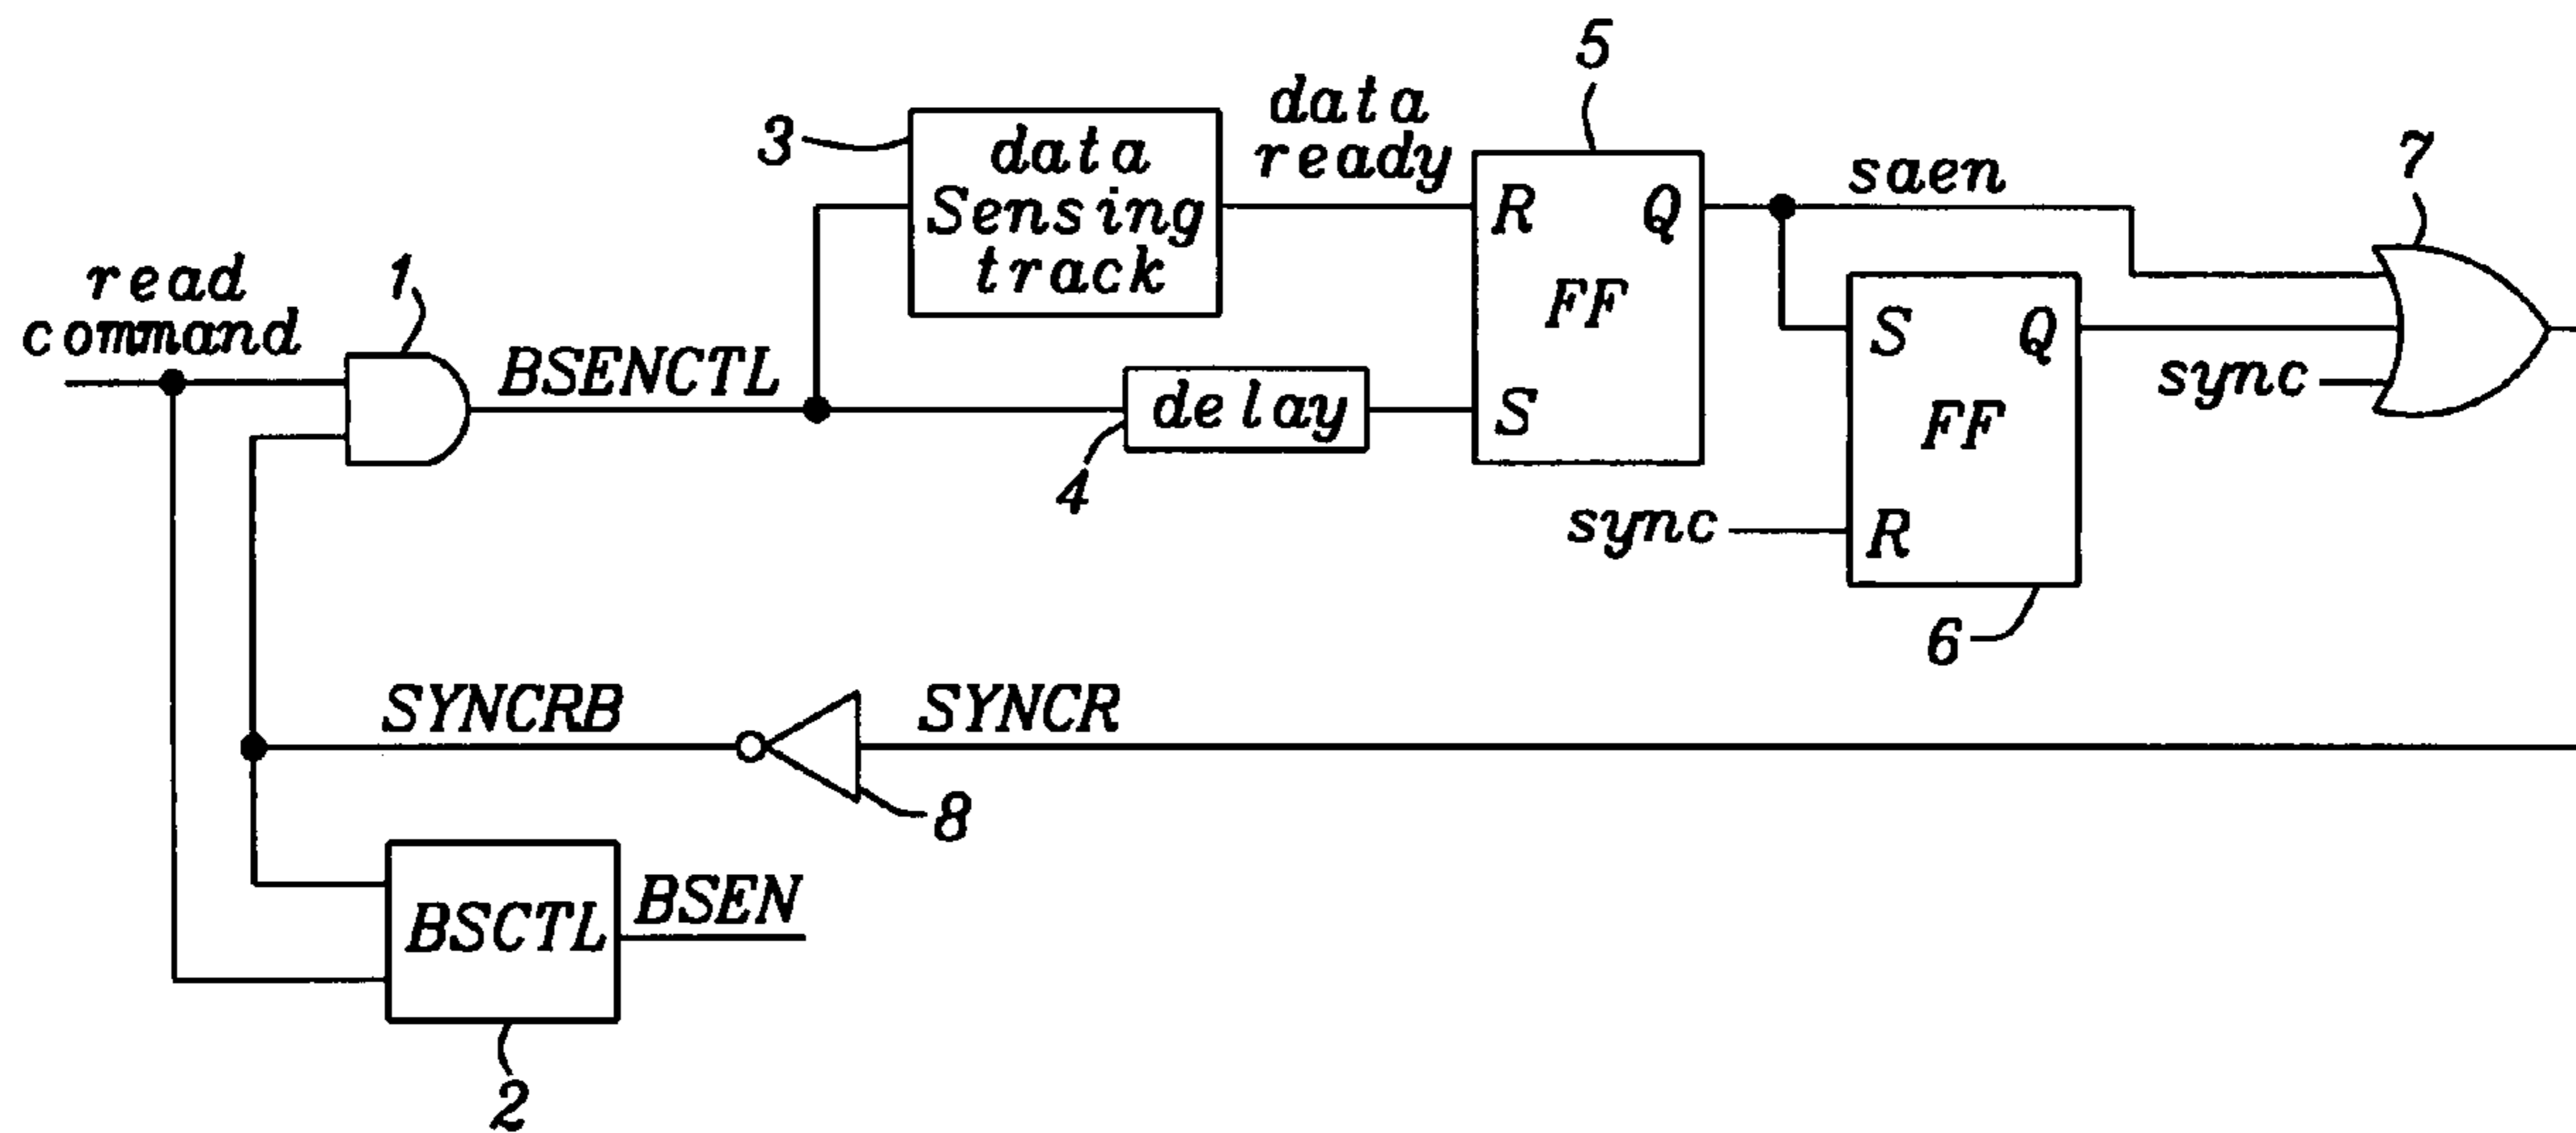 5
data
ready
3
data
Sensing
track
7
R
Q
saen
FF
1
read
command
BSENCTL
delay
S
4
S
Q
sync
FF
sync
R
6
SYNCRB
SYNCR
8
BSCTL
BSEN
2